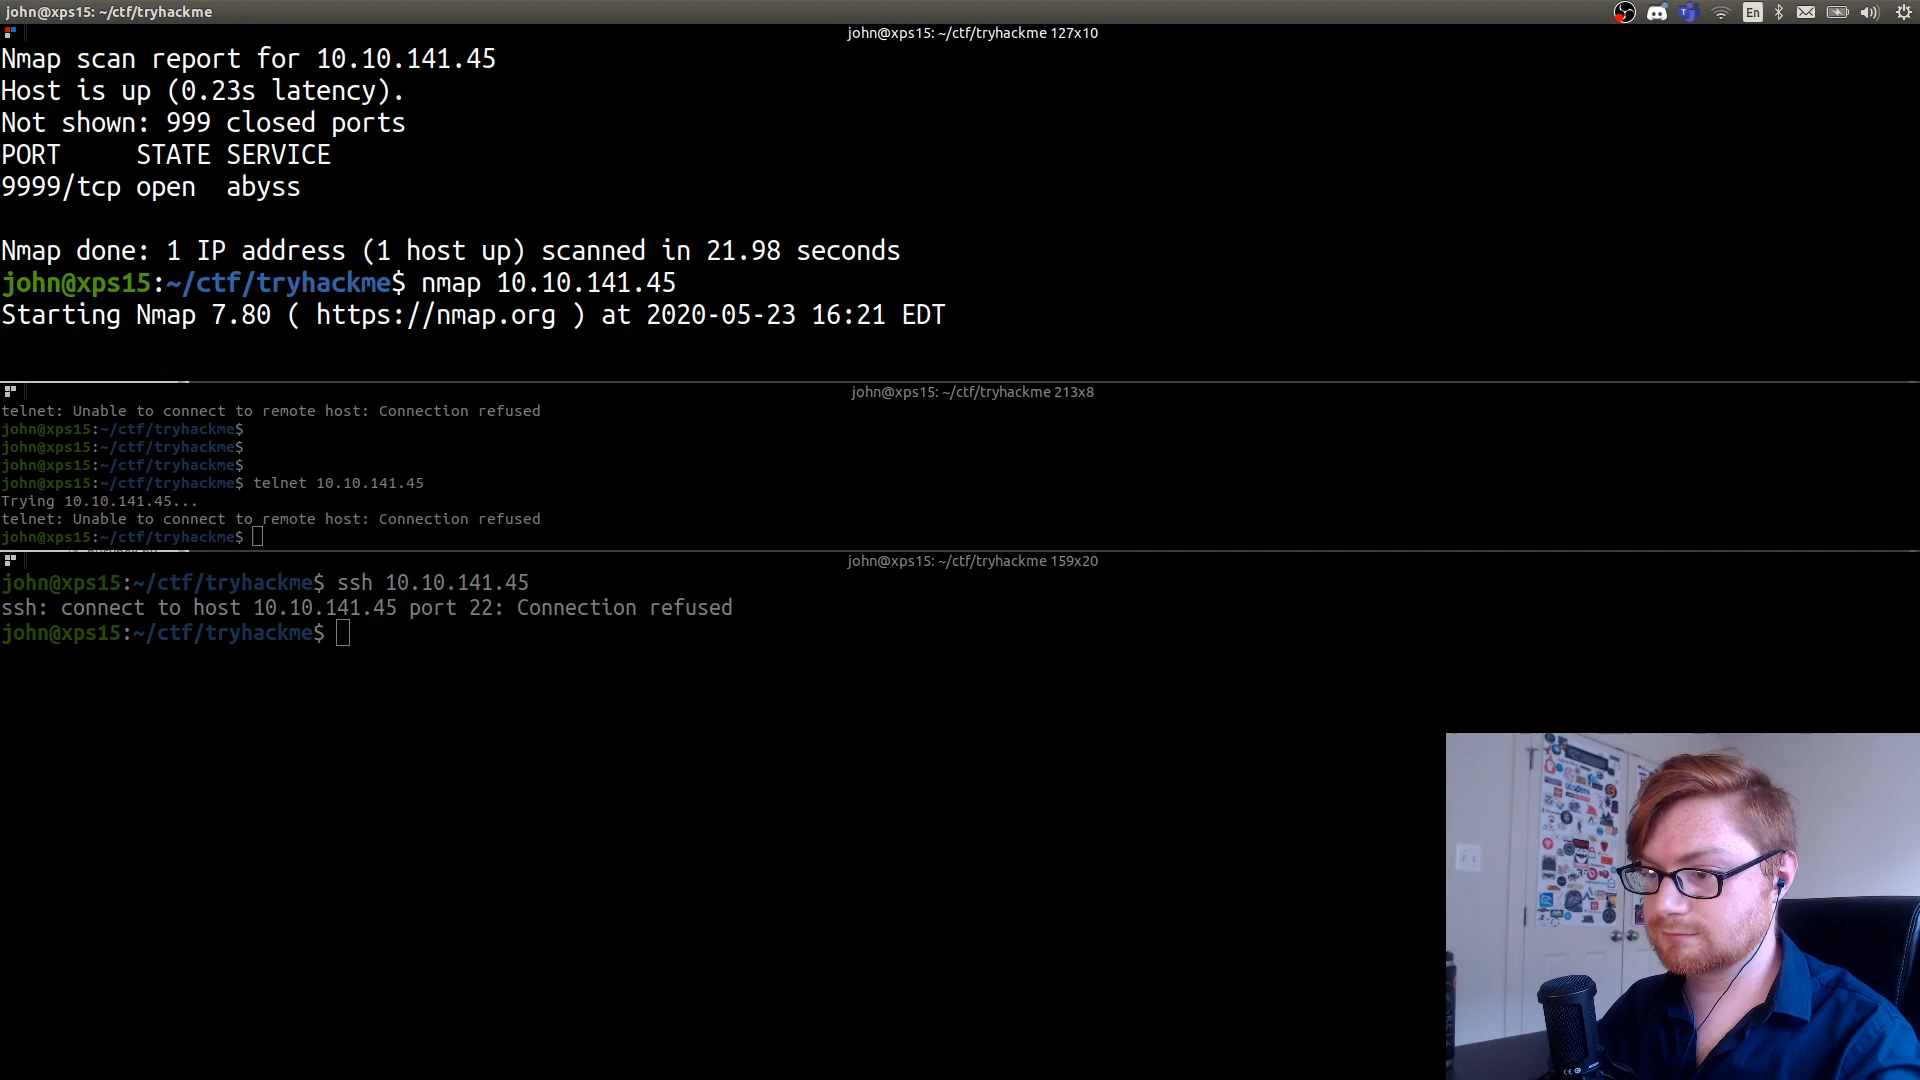 john@xps15: ~/ctf/tryhackme
En
john@xps15: ~/ctf/tryhackme 127x10
Nmap scan report for 10.10.141.45
Host is up (0.23s latency).
Not shown: 999 closed ports
PORT     STATE SERVICE
9999/tcp open  abyss
Nmap done: 1 IP address (1 host up) scanned in 21.98 seconds
john@xps15:~/ctf/tryhackme$ nmap 10.10.141.45
Starting Nmap 7.80 ( https://nmap.org ) at 2020-05-23 16:21 EDT
john@xps15: ~/ctf/tryhackme 213x8
telnet: Unable to connect to remote host: Connection refused
john@xps15:~/ctf/tryhackme$
john@xps15:~/ctf/tryhackme$
john@xps15:~/ctf/tryhackme$
john@xps15:~/ctf/tryhackme$ telnet 10.10.141.45
Trying 10.10.141.45...
telnet: Unable to connect to remote host: Connection refused
john@xps15:~/ctf/tryhackme$
john@xps15: ~/ctf/tryhackme 159x20
john@xps15:~/ctf/tryhackme$ ssh 10.10.141.45
ssh: connect to host 10.10.141.45 port 22: Connection refused
john@xps15:~/ctf/tryhackme$